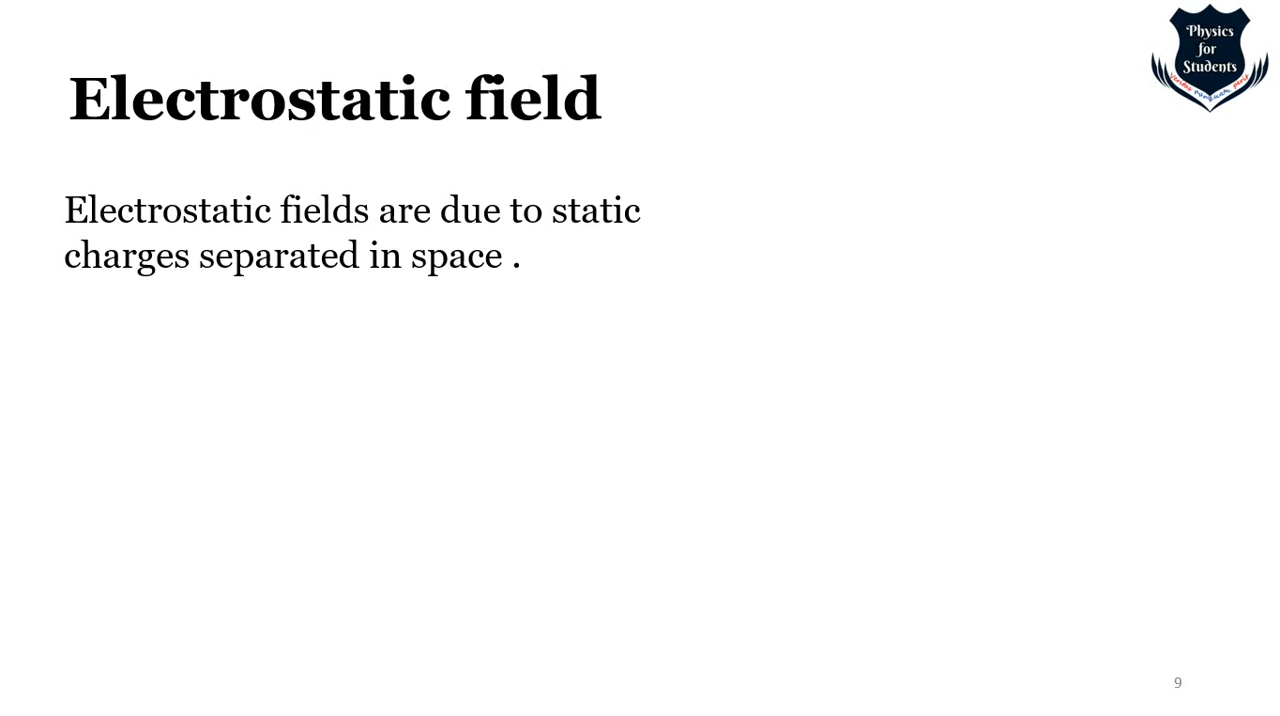 Physics
for
Students
Electrostatic field
Electrostatic fields are due to static
charges separated in space .
9